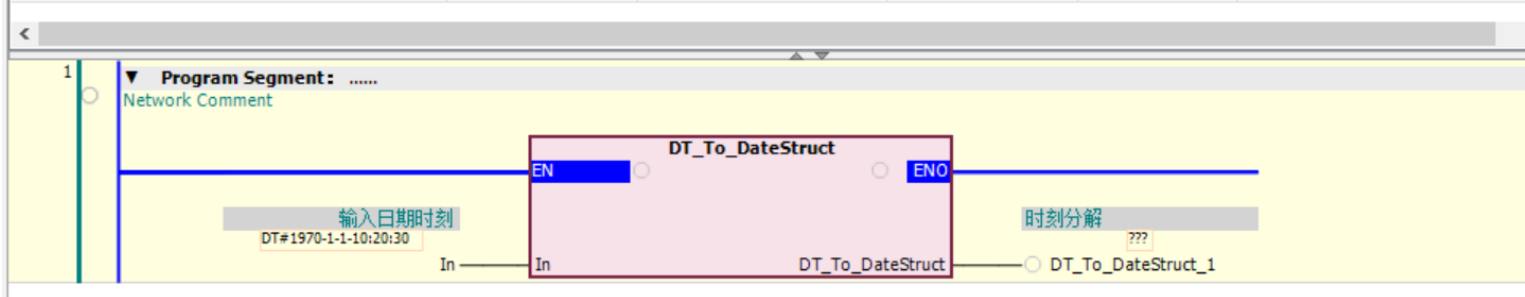 1
Program Segment: ......
Network Comment
DT_To_DateStruct
EN
ENO
输入日期时刻
时刻分解
DT#1970-1-1-10:20:30
???
In
In
DT_To_DateStruct
DT_To_DateStruct_1